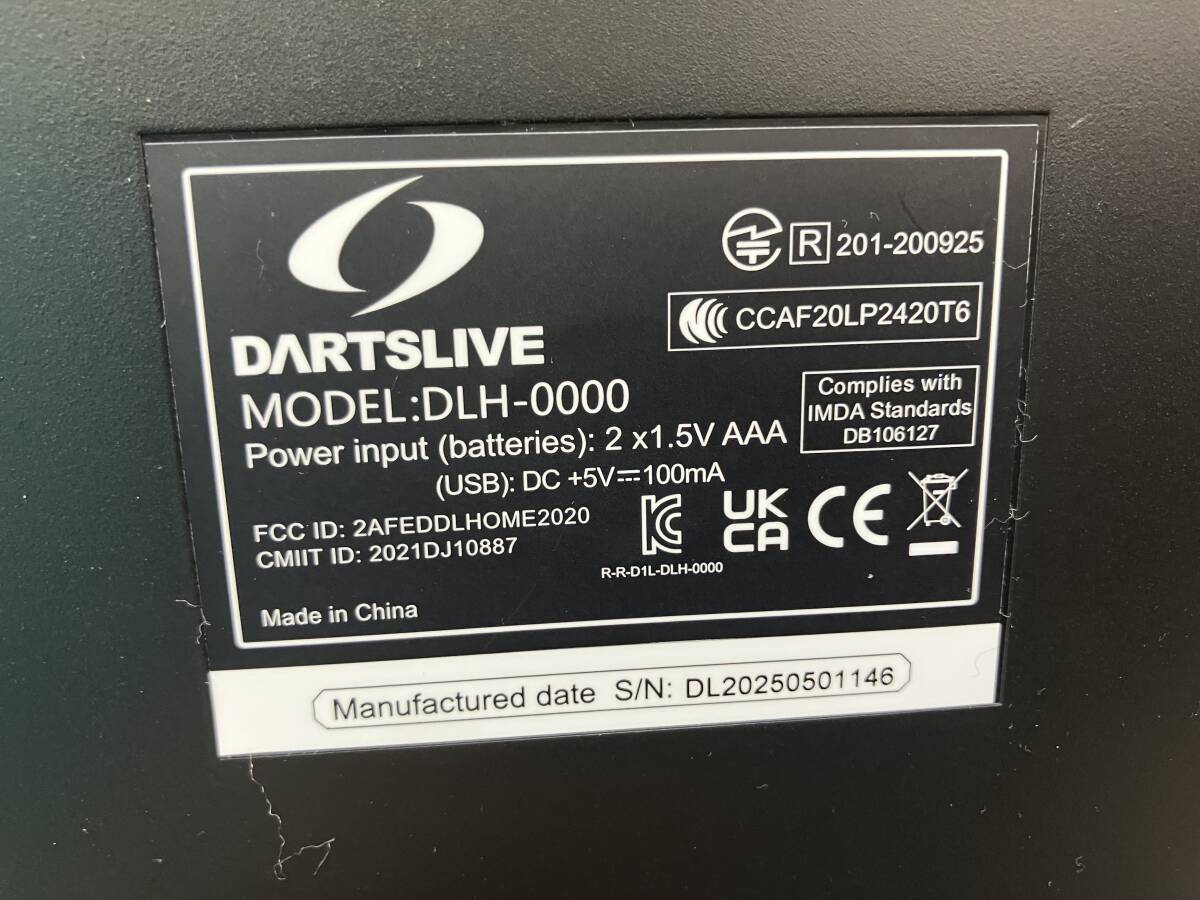 R 201-200925
CCAF20LP2420T6
DARTSLIVE
MODEL:DLH-0000
Complies with
IMDA Standards
DB106127
Power input (batteries): 2 x1.5V AAA
(USB): DC +5V⎓100mA
FCC ID: 2AFEDDLHOME2020
CMIIT ID: 2021DJ10887
KC
UK
CA
CE
R-R-D1L-DLH-0000
Made in China
Manufactured date S/N: DL20250501146